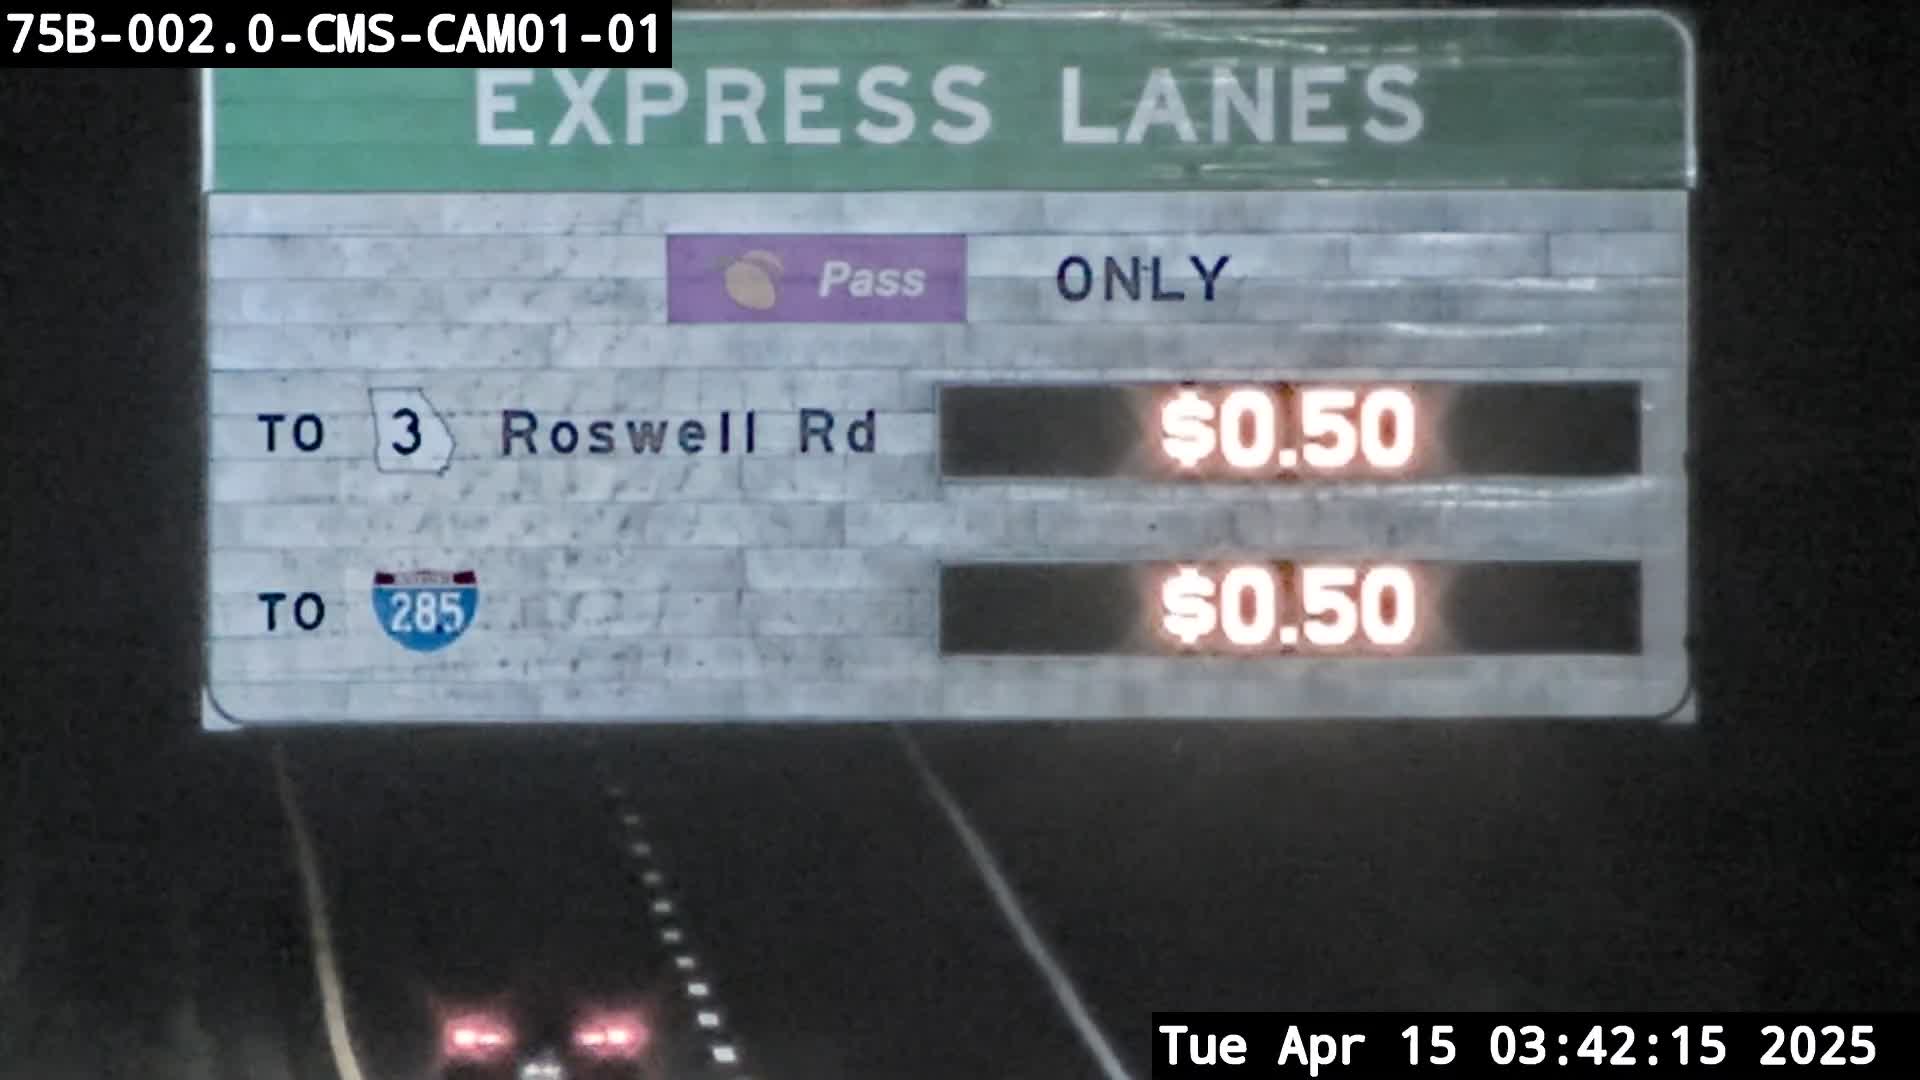 75B-002.0-CMS-CAM01-01
EXPRESS LANES
Pass ONLY
TO 3 Roswell Rd $0.50
TO 285 $0.50
Tue Apr 15 03:42:15 2025